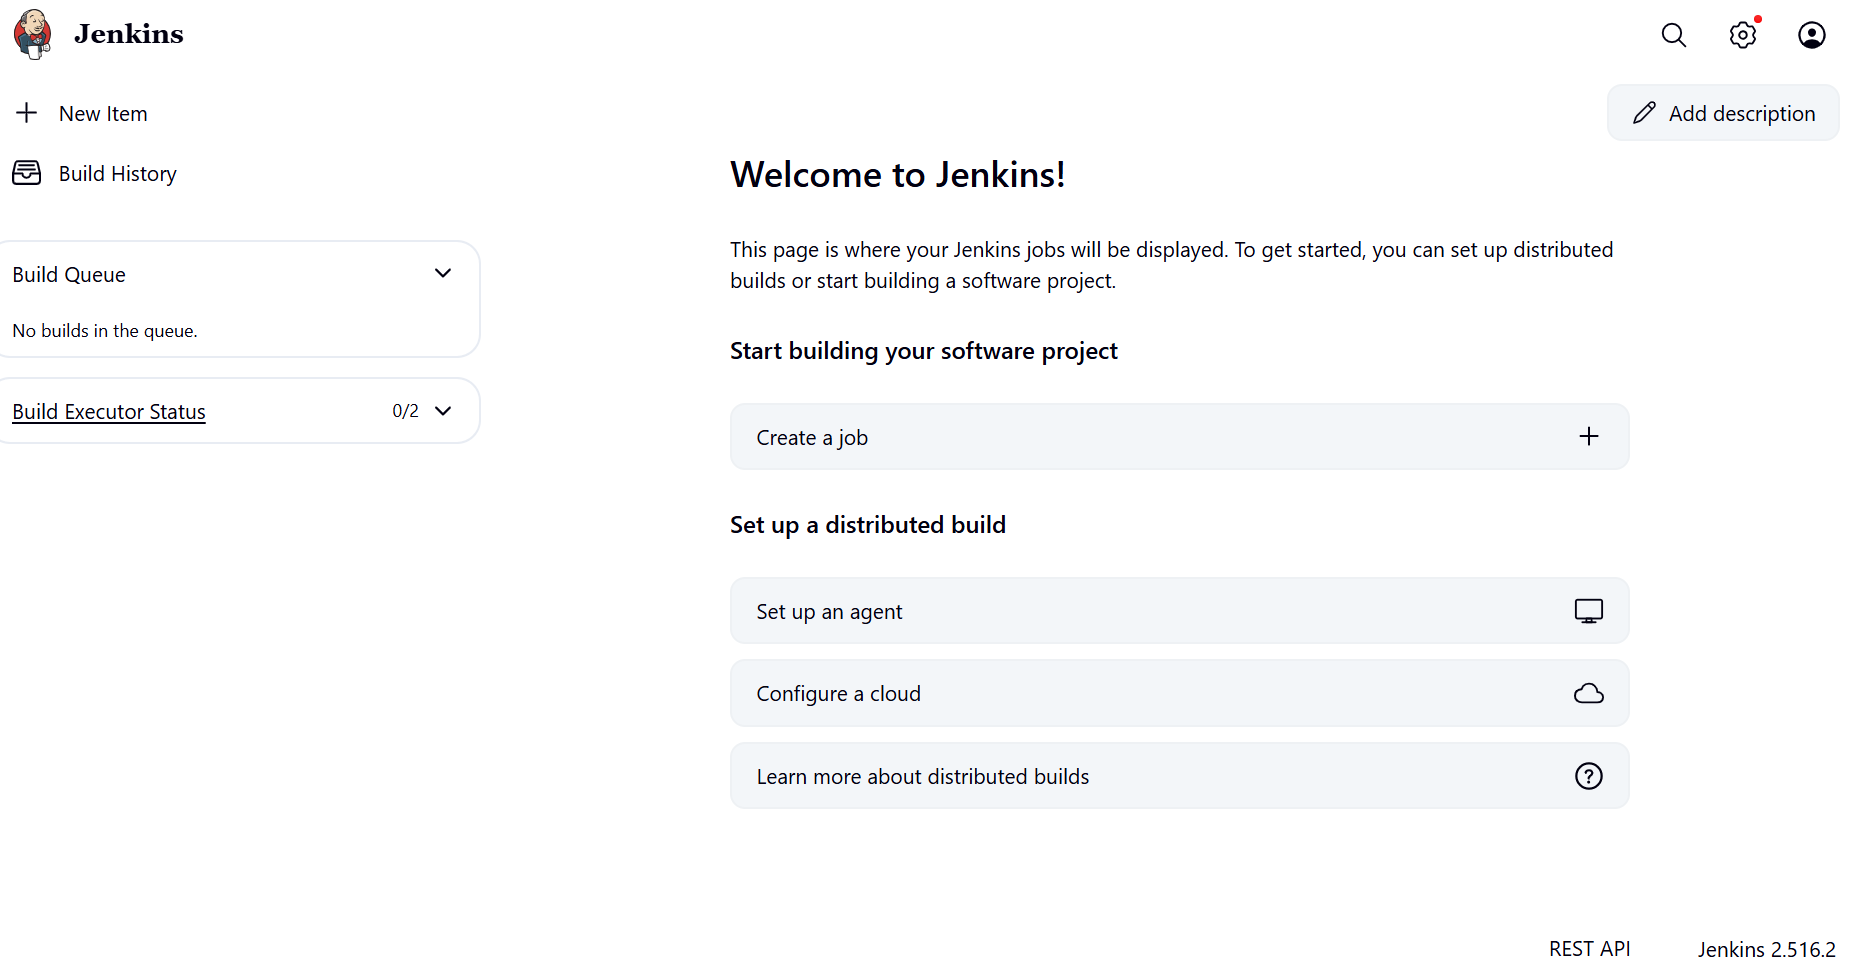 Jenkins
New Item
Build History
Add description
Build Queue
No builds in the queue.
Build Executor Status 0/2
Welcome to Jenkins!
This page is where your Jenkins jobs will be displayed. To get started, you can set up distributed
builds or start building a software project.
Start building your software project
Create a job
Set up a distributed build
Set up an agent
Configure a cloud
Learn more about distributed builds
REST API
Jenkins 2.516.2